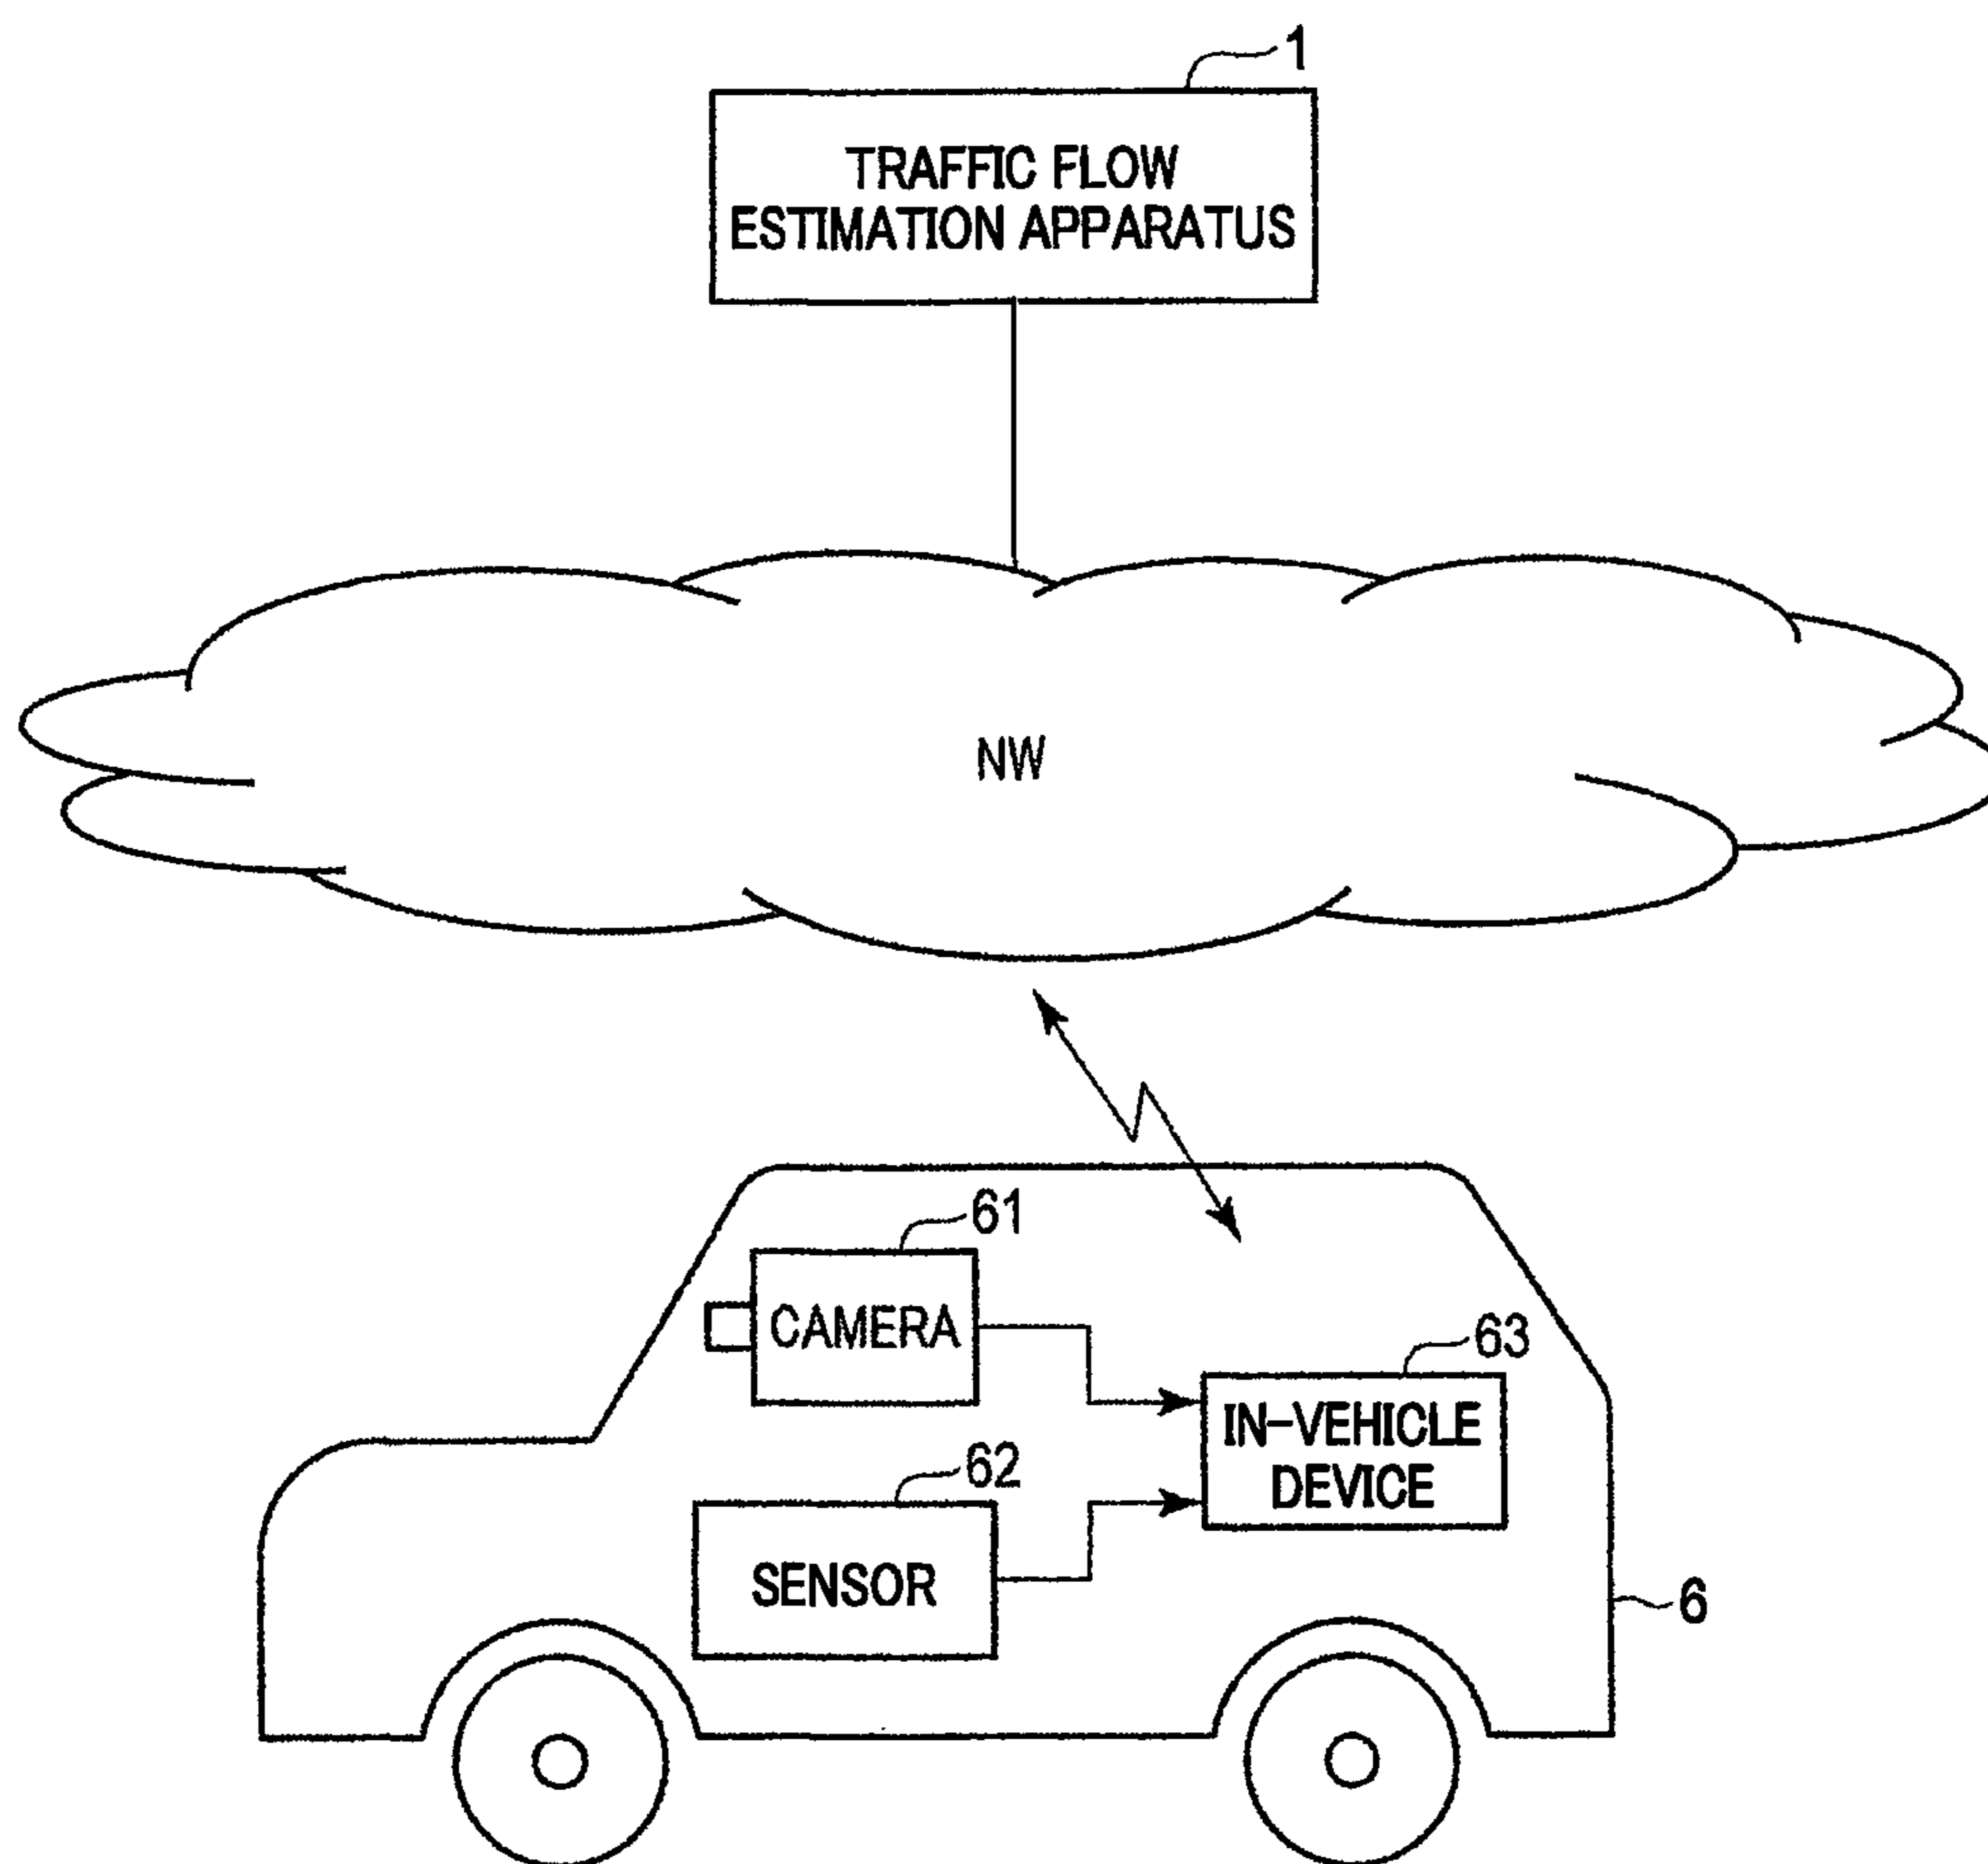 1
TRAFFIC FLOW
ESTIMATION APPARATUS
NW
61
CAMERA
63
IN-VEHICLE
DEVICE
62
SENSOR
6